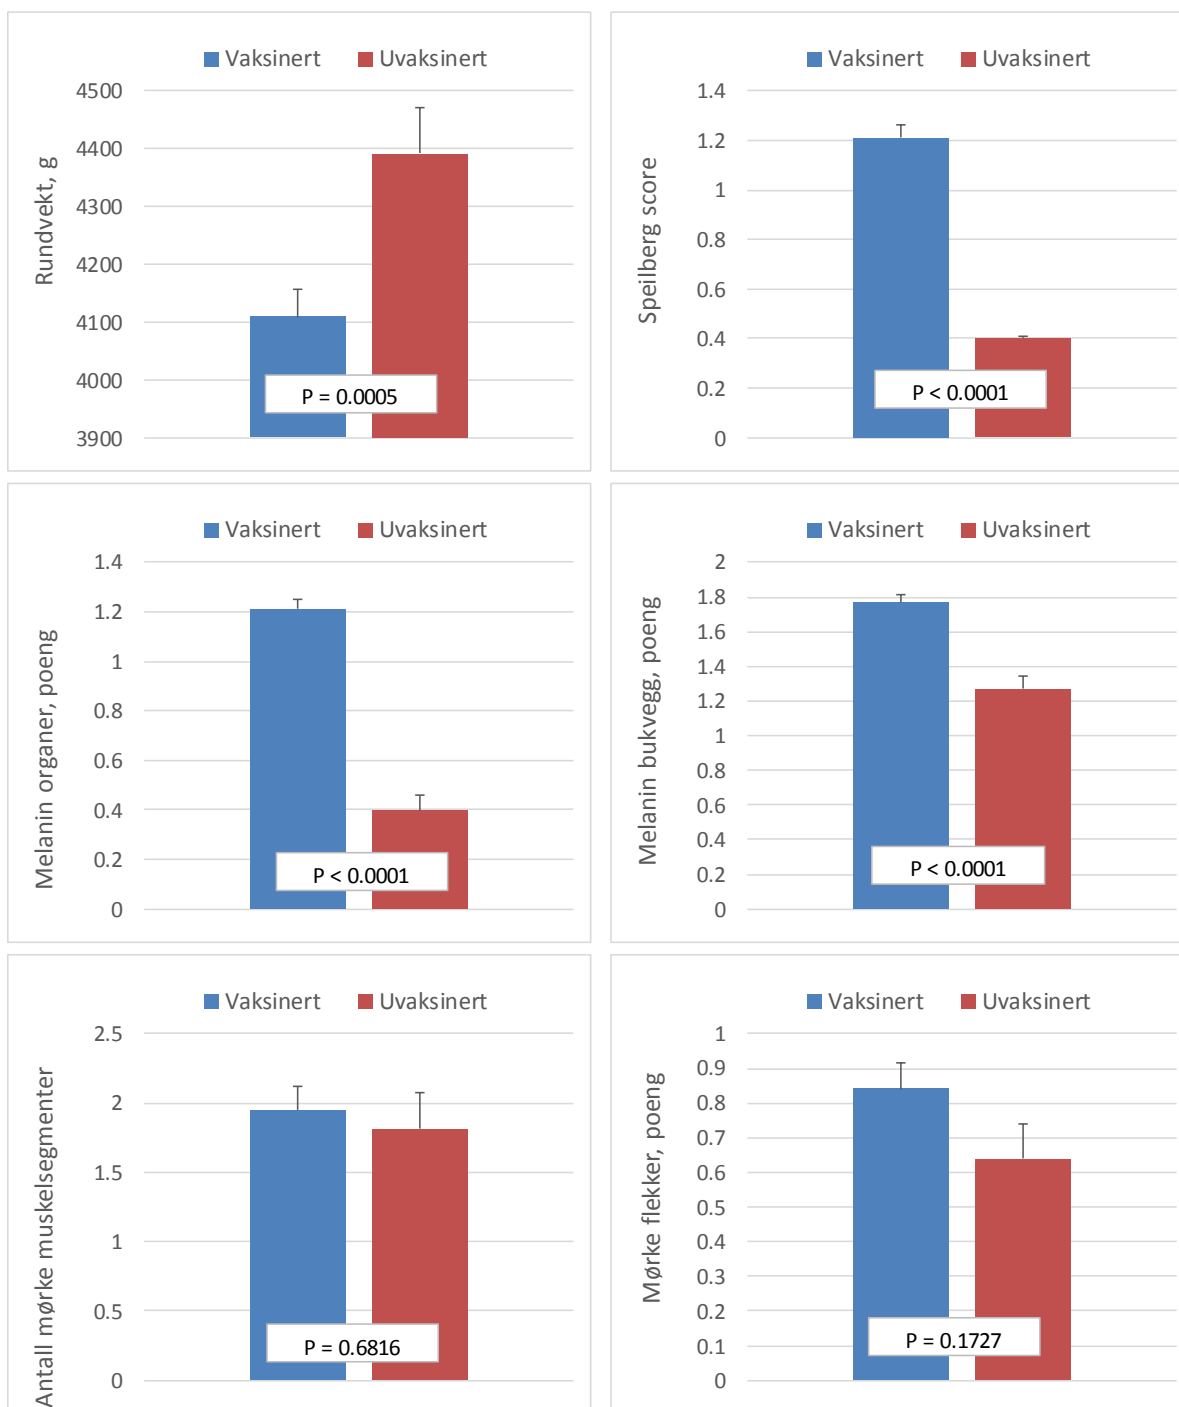 Vaksinert Uvaksinert
Rundvekt, g
4500
4400
4300
4200
4100
4000
3900
P = 0.0005
Vaksinert Uvaksinert
Speilberg score
1.4
1.2
1
0.8
0.6
0.4
0.2
0
P < 0.0001
Vaksinert Uvaksinert
Melanin organer, poeng
1.4
1.2
1
0.8
0.6
0.4
0.2
0
P < 0.0001
Vaksinert Uvaksinert
Melanin bukvegg, poeng
2
1.8
1.6
1.4
1.2
1
0.8
0.6
0.4
0.2
0
P < 0.0001
Vaksinert Uvaksinert
Antall mørke muskelsegmenter
2.5
2
1.5
1
0.5
0
P = 0.6816
Vaksinert Uvaksinert
Mørke flekker, poeng
1
0.9
0.8
0.7
0.6
0.5
0.4
0.3
0.2
0.1
0
P = 0.1727